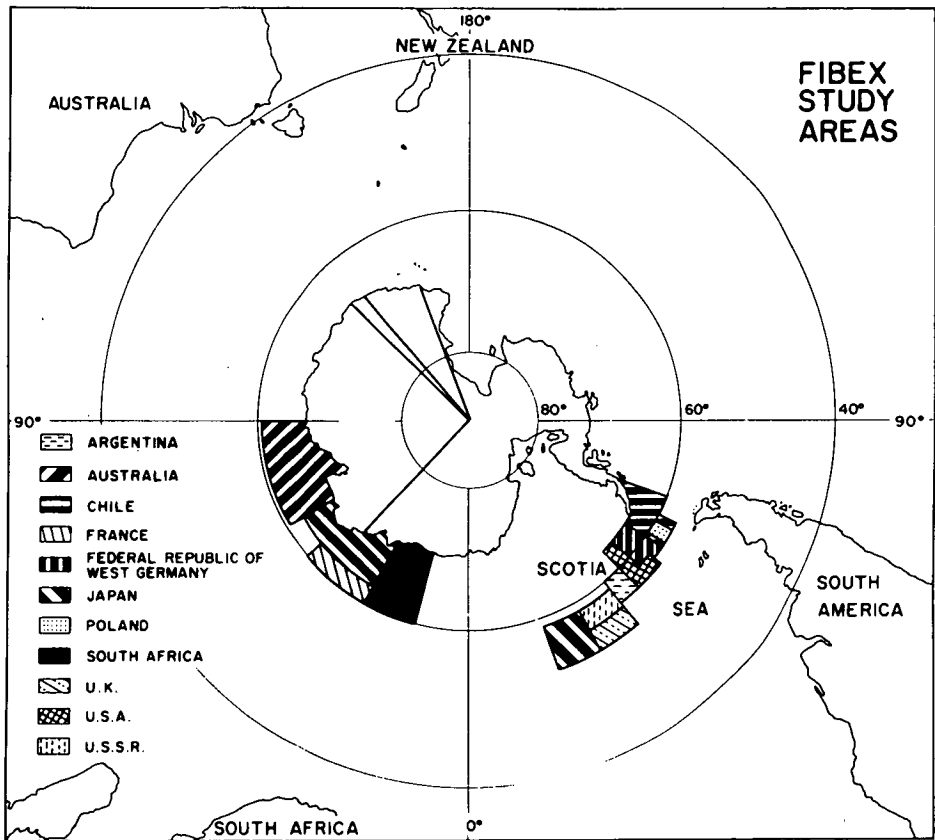 180°
NEW ZEALAND
AUSTRALIA
FIBEX
STUDY
AREAS
90°
80°
60°
40°
90°
ARGENTINA
AUSTRALIA
CHILE
FRANCE
FEDERAL REPUBLIC OF
WEST GERMANY
JAPAN
POLAND
SOUTH AFRICA
U.K.
U.S.A.
U.S.S.R.
SCOTIA
SEA
SOUTH
AMERICA
SOUTH AFRICA
0°